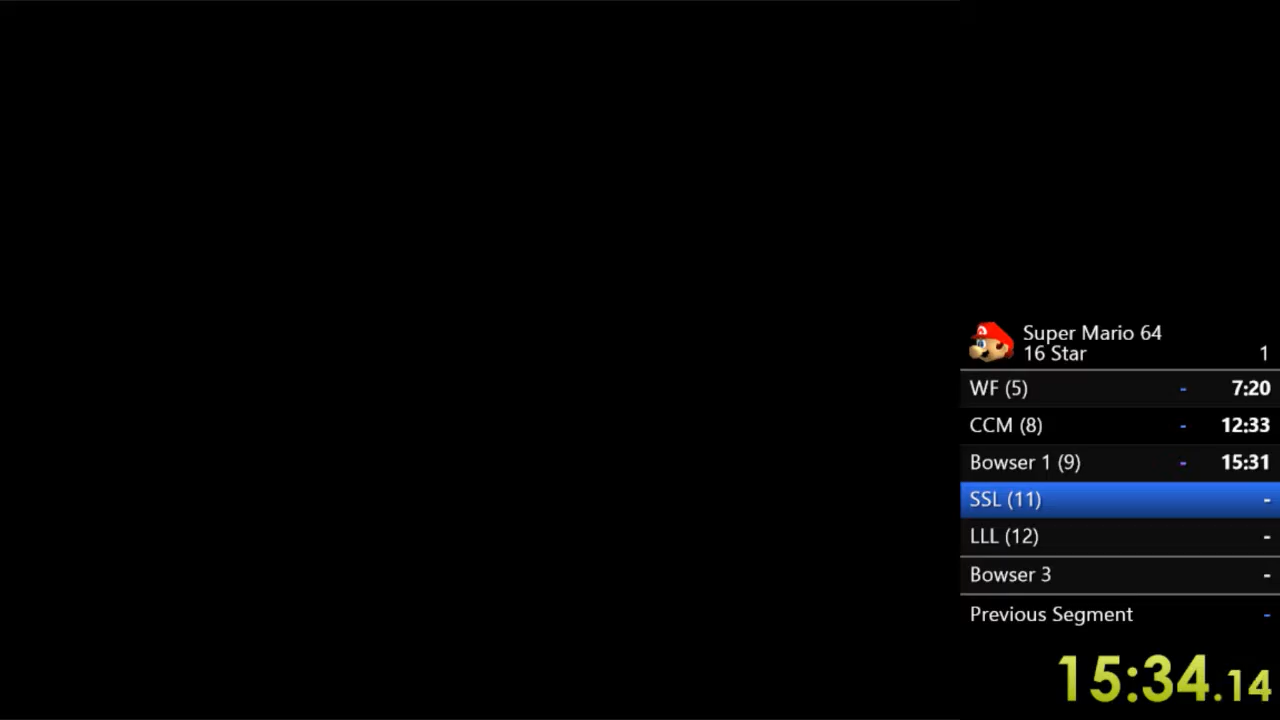 Super Mario 64
16 Star 1
WF (5) - 7:20
CCM (8) - 12:33
Bowser 1 (9) - 15:31
SSL (11) -
LLL (12) -
Bowser 3 -
Previous Segment -
15:34.14